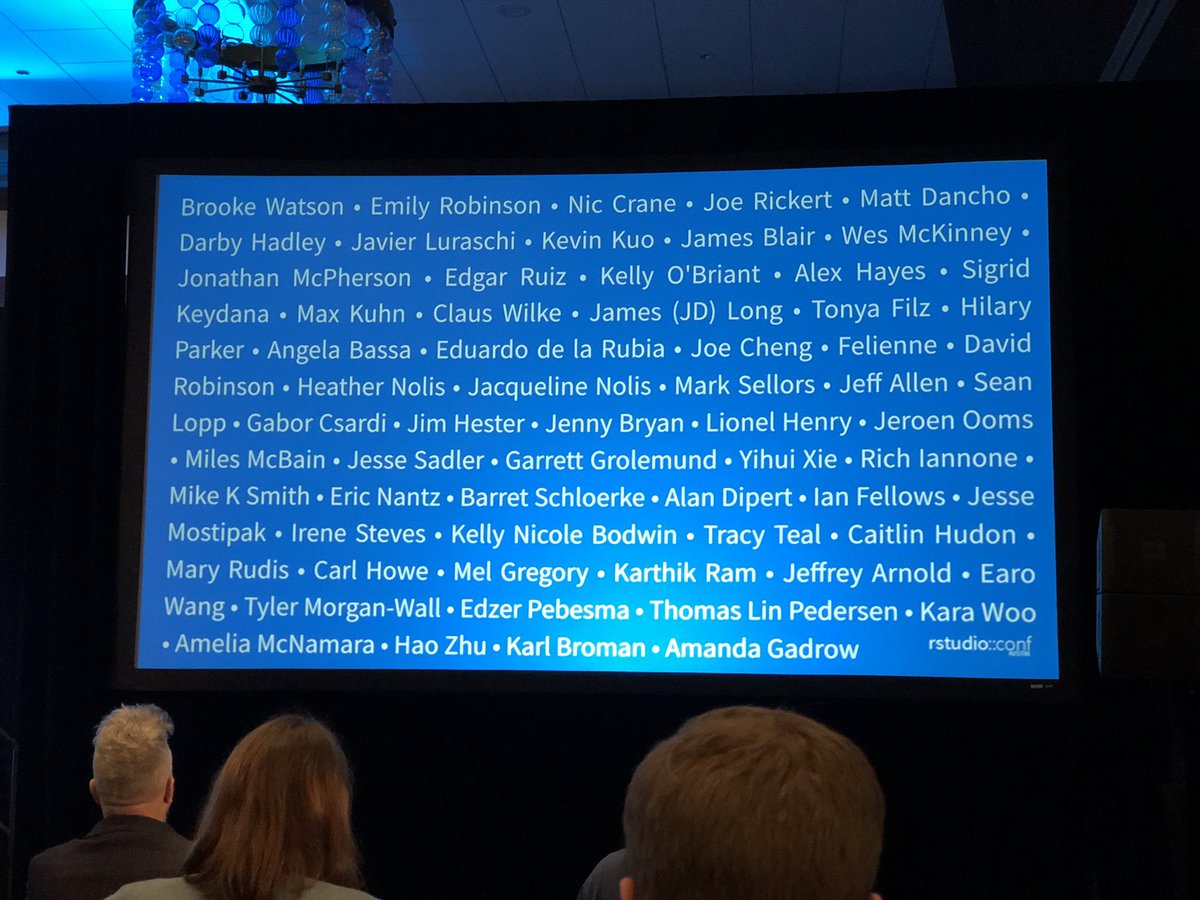 Brooke Watson • Emily Robinson • Nic Crane • Joe Rickert • Matt Dancho •
Darby Hadley • Javier Luraschi • Kevin Kuo • James Blair • Wes McKinney •
Jonathan McPherson • Edgar Ruiz • Kelly O'Briant • Alex Hayes • Sigrid
Keydana • Max Kuhn • Claus Wilke • James (JD) Long • Tonya Filz • Hilary
Parker • Angela Bassa • Eduardo de la Rubia • Joe Cheng • Felienne • David
Robinson • Heather Nolis • Jacqueline Nolis • Mark Sellors • Jeff Allen • Sean
Lopp • Gabor Csardi • Jim Hester • Jenny Bryan • Lionel Henry • Jeroen Ooms
• Miles McBain • Jesse Sadler • Garrett Grolemund • Yihui Xie • Rich Iannone •
Mike K Smith • Eric Nantz • Barret Schloerke • Alan Dipert • Ian Fellows • Jesse
Mostipak • Irene Steves • Kelly Nicole Bodwin • Tracy Teal • Caitlin Hudon •
Mary Rudis • Carl Howe • Mel Gregory • Karthik Ram • Jeffrey Arnold • Earo
Wang • Tyler Morgan-Wall • Edzer Pebesma • Thomas Lin Pedersen • Kara Woo
• Amelia McNamara • Hao Zhu • Karl Broman • Amanda Gadrow
rstudio::conf